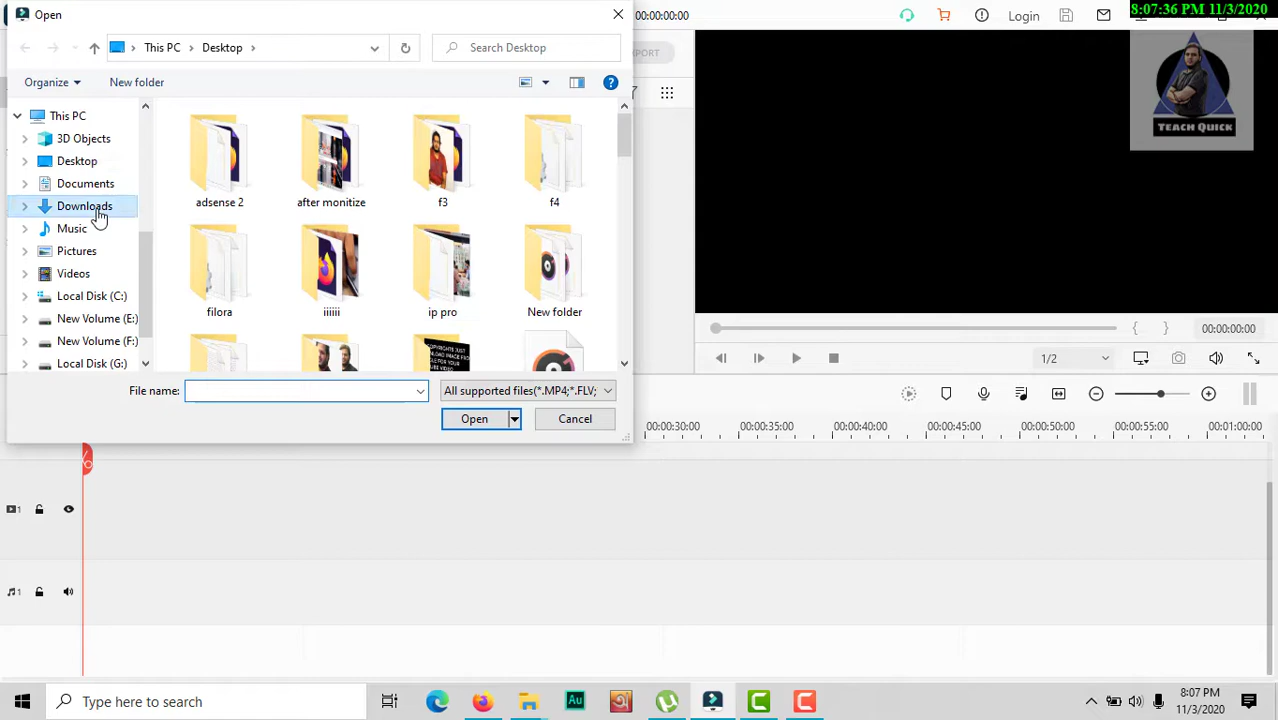 Open
00:00:00:00
Login
8:07:36 PM 11/3/2020
This PC
Desktop
Search Desktop
Organize
New folder
TEACH QUICK
This PC
3D Objects
Desktop
Documents
Downloads
Music
Pictures
Videos
Local Disk (C:)
New Volume (E:)
New Volume (F:)
Local Disk (G:)
adsense 2
after monitize
f3
f4
filora
iiiiii
ip pro
New folder
File name:
All supported files(*.MP4;*.FLV;
Open
Cancel
00:00:00:00
1/2
00:00:30:00
00:00:35:00
00:00:40:00
00:00:45:00
00:00:50:00
00:00:55:00
00:01:00:00
1
1
Type here to search
Au
8:07 PM
11/3/2020